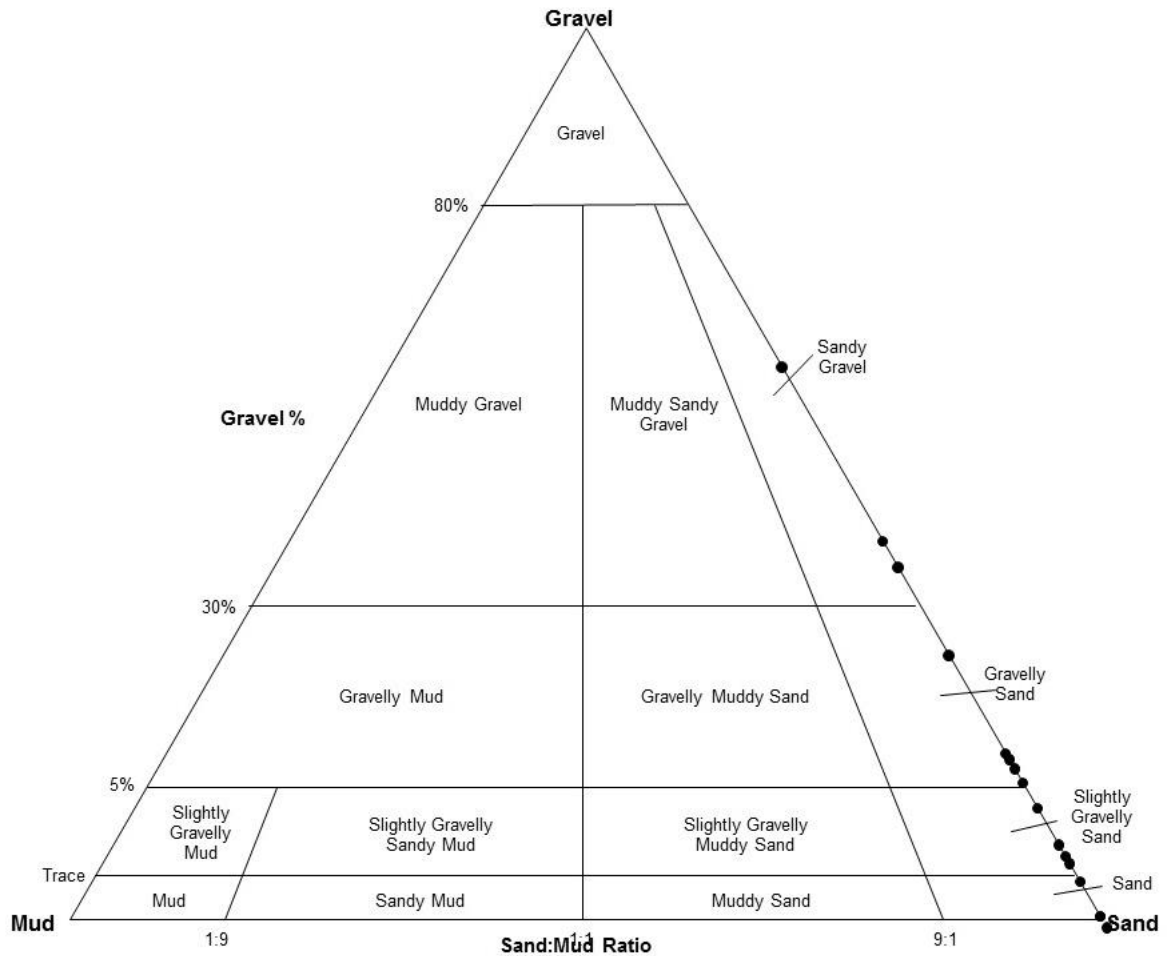 Gravel
Gravel
80%
Sandy
Gravel
Muddy Gravel
Muddy Sandy
Gravel
Gravel %
30%
Gravelly Mud
Gravelly Muddy Sand
Gravelly
Sand
5%
Slightly
Gravelly
Mud
Slightly Gravelly
Sandy Mud
Slightly Gravelly
Muddy Sand
Slightly
Gravelly
Sand
Trace
Mud
Sandy Mud
Muddy Sand
Sand
Mud
Sand
1:9
1:1
9:1
Sand:Mud Ratio